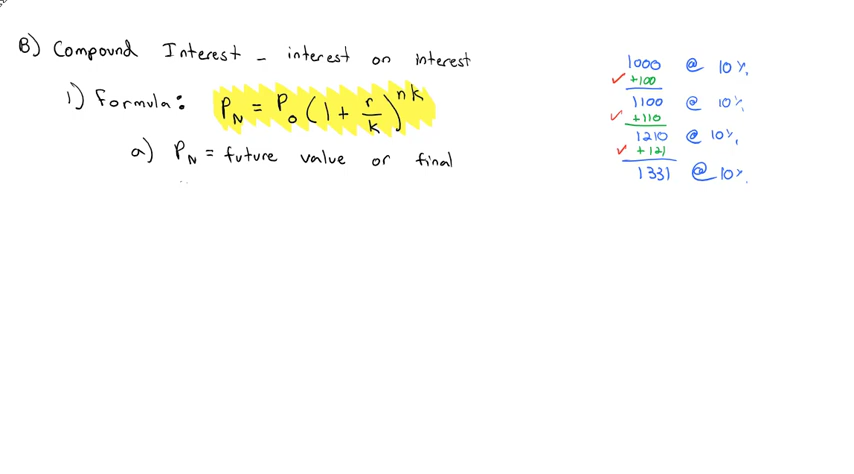 B) Compound Interest - interest on interest
1) Formula: P_N = P_0 (1 + r/k)^nk
a) P_N = future value or final
1000 @ 10%
✓ +100
1100 @ 10%
✓ +110
1210 @ 10%
✓ +121
1331 @ 10%